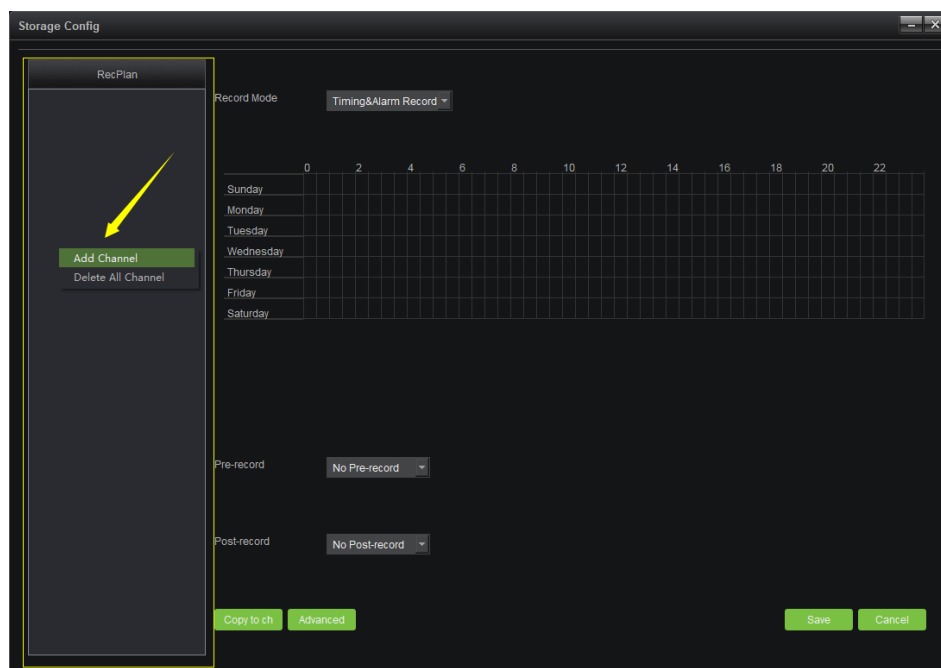 Storage Config
RecPlan
Add Channel
Delete All Channel
Record Mode
Timing&Alarm Record
0 2 4 6 8 10 12 14 16 18 20 22
Sunday
Monday
Tuesday
Wednesday
Thursday
Friday
Saturday
Pre-record
No Pre-record
Post-record
No Post-record
Copy to ch Advanced Save Cancel